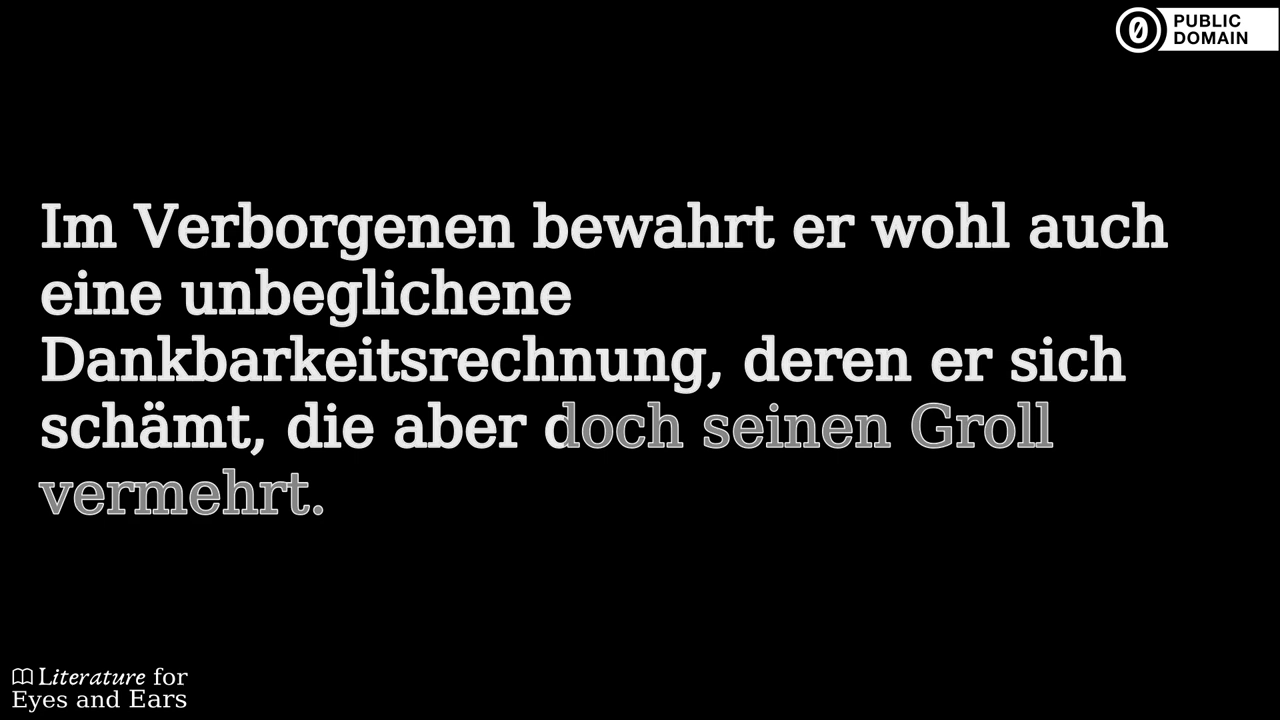 PUBLIC
DOMAIN
Im Verborgenen bewahrt er wohl auch
eine unbeglichene
Dankbarkeitsrechnung, deren er sich
schämt, die aber doch seinen Groll
vermehrt.
Literature for
Eyes and Ears